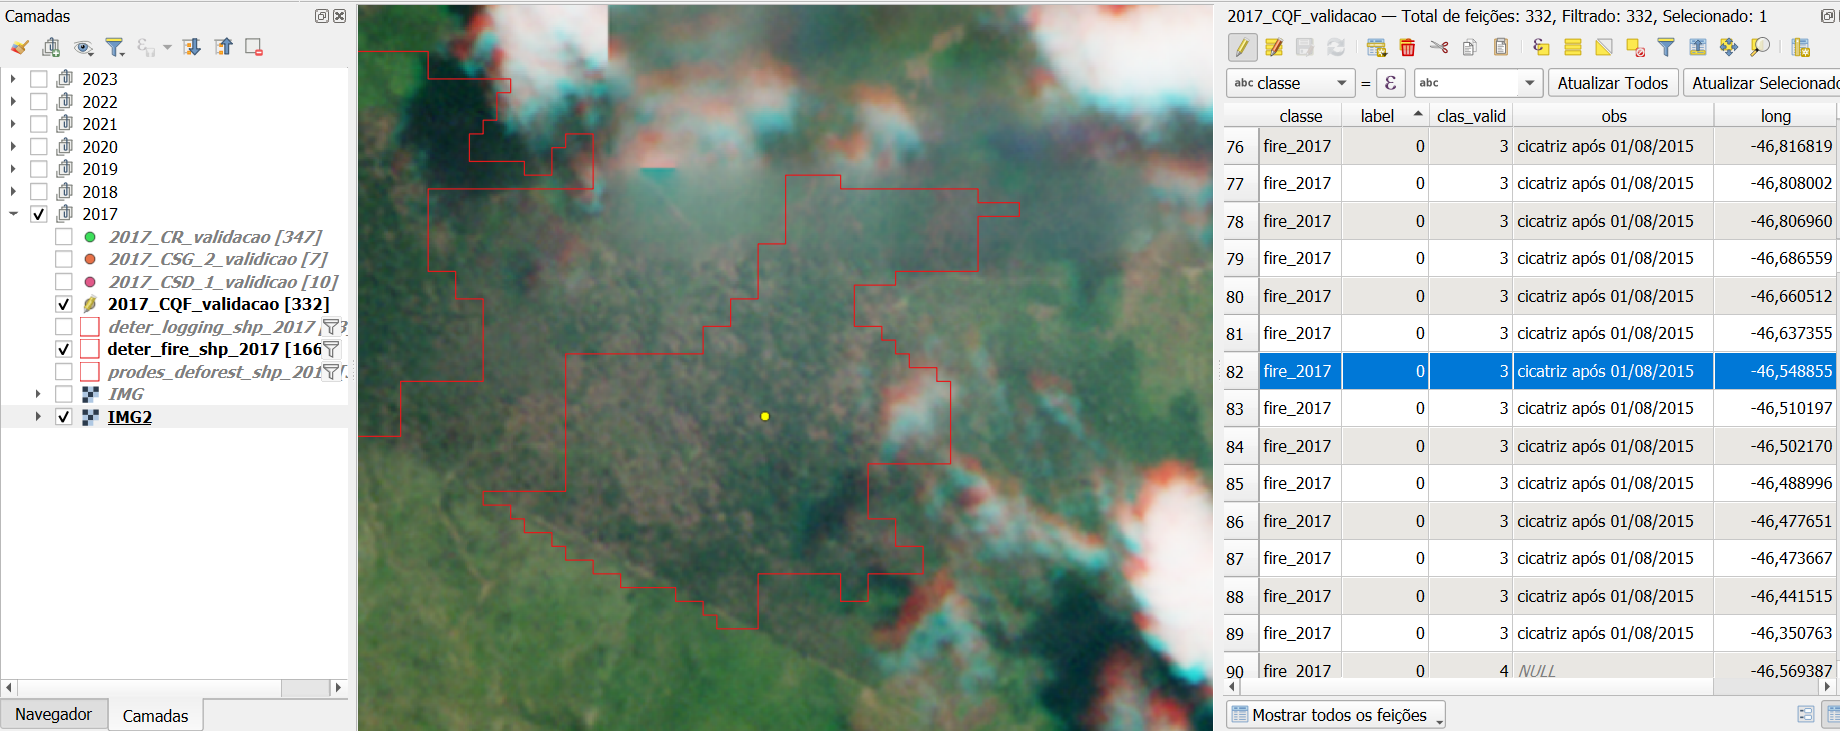 Camadas
2023
2022
2021
2020
2019
2018
2017
2017_CR_validacao [347]
2017_CSG_2_validicao [7]
2017_CSD_1_validicao [10]
2017_CQF_validacao [332]
deter_logging_shp_2017 [3
deter_fire_shp_2017 [166
prodes_deforest_shp_201
IMG
IMG2
Navegador
Camadas
2017_CQF_validacao — Total de feições: 332, Filtrado: 332, Selecionado: 1
abc classe = ε abc Atualizar Todos Atualizar Selecionado
classe label clas_valid obs long
76 fire_2017 0 3 cicatriz após 01/08/2015 -46,816819
77 fire_2017 0 3 cicatriz após 01/08/2015 -46,808002
78 fire_2017 0 3 cicatriz após 01/08/2015 -46,806960
79 fire_2017 0 3 cicatriz após 01/08/2015 -46,686559
80 fire_2017 0 3 cicatriz após 01/08/2015 -46,660512
81 fire_2017 0 3 cicatriz após 01/08/2015 -46,637355
82 fire_2017 0 3 cicatriz após 01/08/2015 -46,548855
83 fire_2017 0 3 cicatriz após 01/08/2015 -46,510197
84 fire_2017 0 3 cicatriz após 01/08/2015 -46,502170
85 fire_2017 0 3 cicatriz após 01/08/2015 -46,488996
86 fire_2017 0 3 cicatriz após 01/08/2015 -46,477651
87 fire_2017 0 3 cicatriz após 01/08/2015 -46,473667
88 fire_2017 0 3 cicatriz após 01/08/2015 -46,441515
89 fire_2017 0 3 cicatriz após 01/08/2015 -46,350763
90 fire_2017 0 4 NULL -46,569387
Mostrar todos os feições